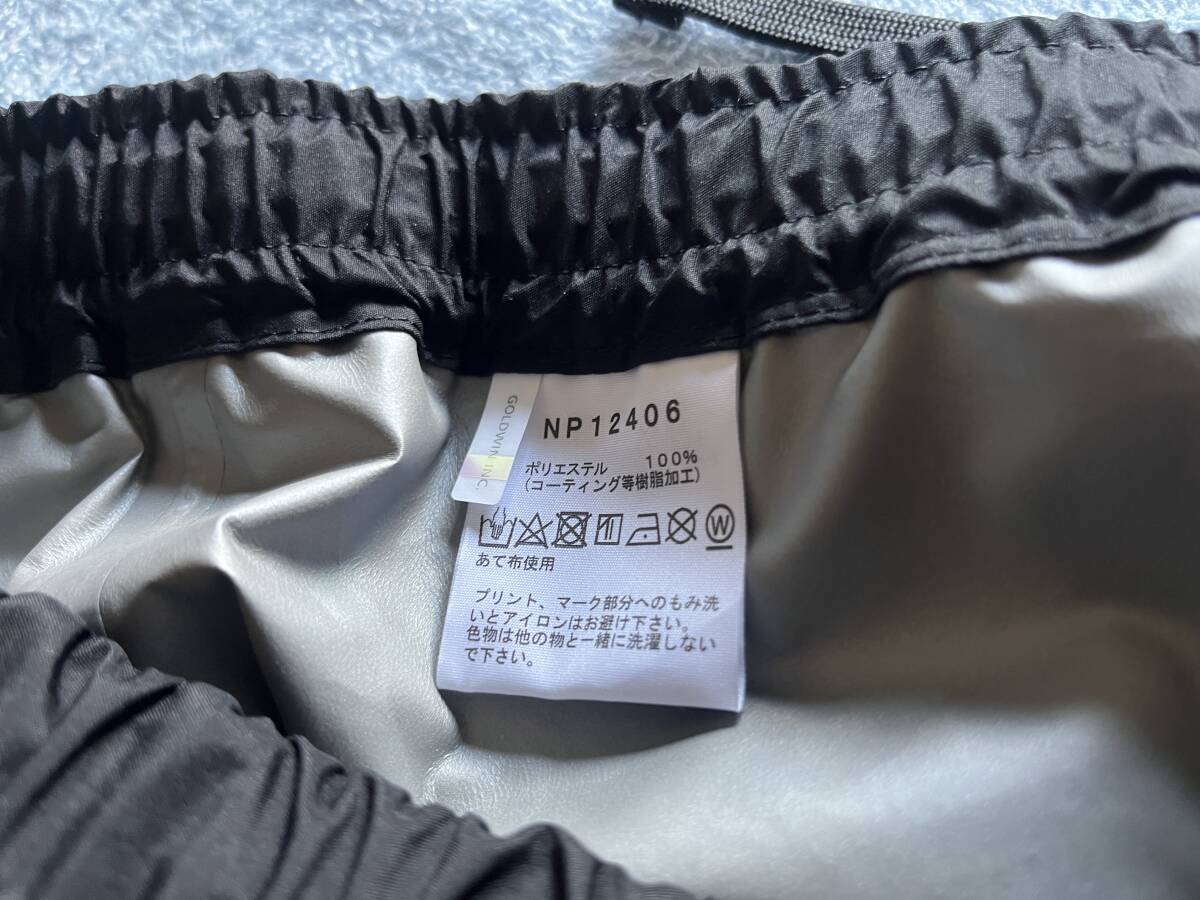 GOLDWIN INC.
NP12406
ポリエステル 100%
(コーティング等樹脂加工)
W
あて布使用
プリント、マーク部分へのもみ洗
いとアイロンはお避け下さい。
色物は他の物と一緒に洗濯しない
で下さい。